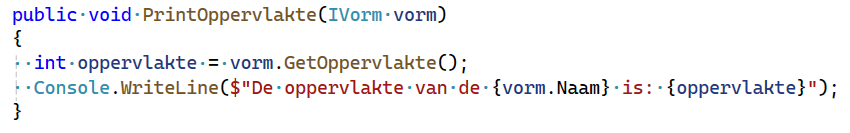 public void PrintOppervlakte(IVorm vorm)
{
  int oppervlakte = vorm.GetOppervlakte();
  Console.WriteLine($"De oppervlakte van de {vorm.Naam} is: {oppervlakte}");
}